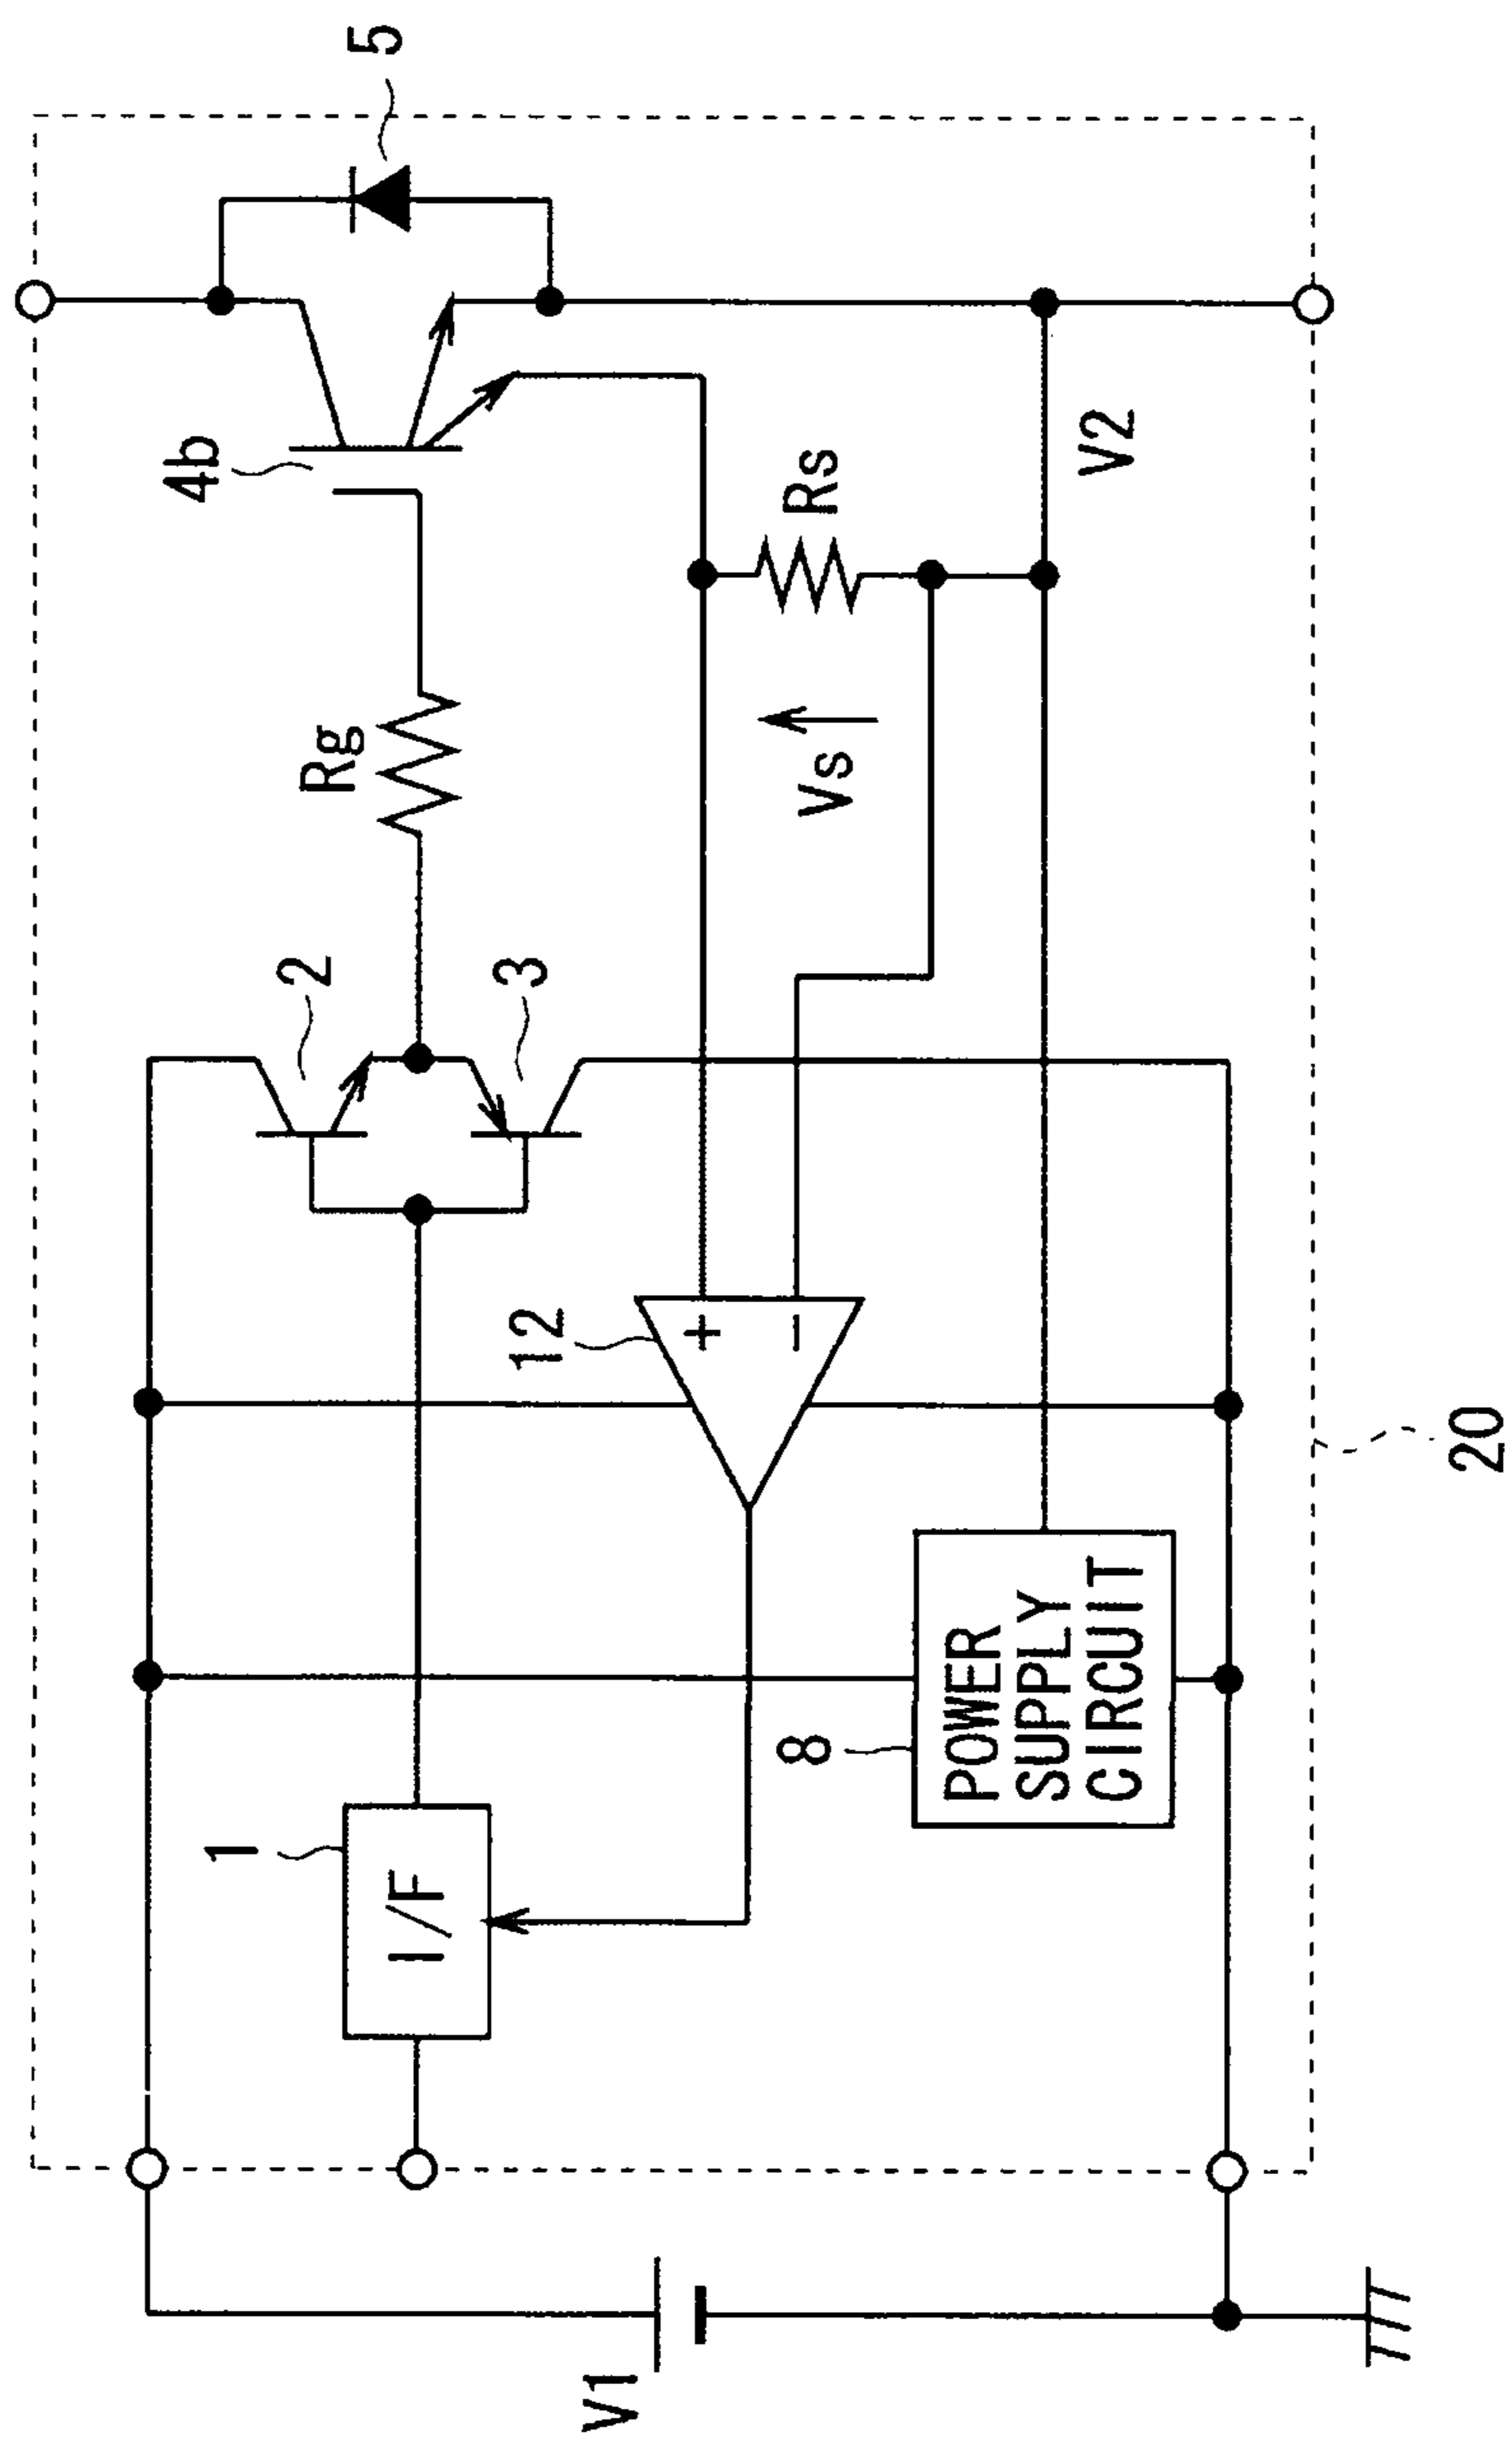 5
4b
Rg
2
3
Rs
Vs
V2
12
+
−
1
I/F
8
POWER
SUPPLY
CIRCUIT
20
V1